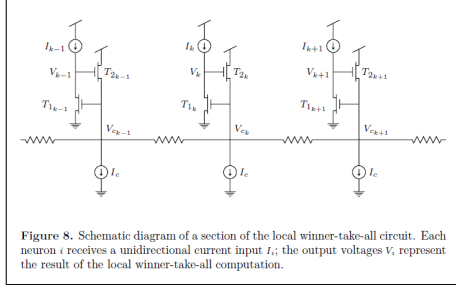 I_{k−1} I_k I_{k+1}
V_{k−1} T_{2_{k−1}} V_k T_{2_k} V_{k+1} T_{2_{k+1}}
T_{1_{k−1}} T_{1_k} T_{1_{k+1}}
V_{c_{k−1}} V_{c_k} V_{c_{k+1}}
I_c I_c I_c
Figure 8. Schematic diagram of a section of the local winner-take-all circuit. Each
neuron i receives a unidirectional current input I_i; the output voltages V_i represent
the result of the local winner-take-all computation.